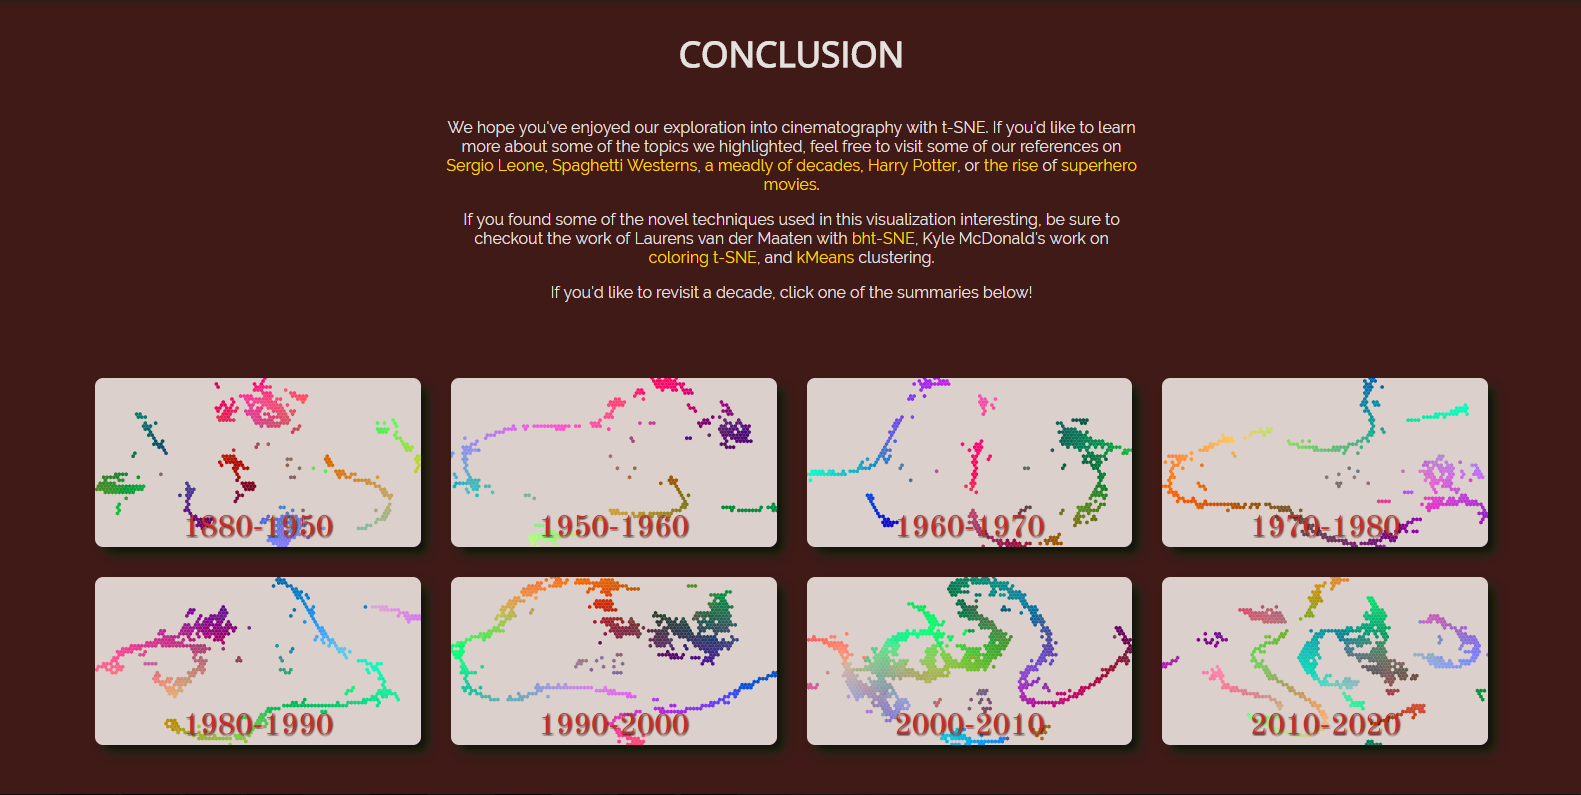 CONCLUSION
We hope you've enjoyed our exploration into cinematography with t-SNE. If you'd like to learn
more about some of the topics we highlighted, feel free to visit some of our references on
Sergio Leone, Spaghetti Westerns, a meadly of decades, Harry Potter, or the rise of superhero
movies.
If you found some of the novel techniques used in this visualization interesting, be sure to
checkout the work of Laurens van der Maaten with bht-SNE, Kyle McDonald's work on
coloring t-SNE, and kMeans clustering.
If you'd like to revisit a decade, click one of the summaries below!
1880-1950
1950-1960
1960-1970
1970-1980
1980-1990
1990-2000
2000-2010
2010-2020